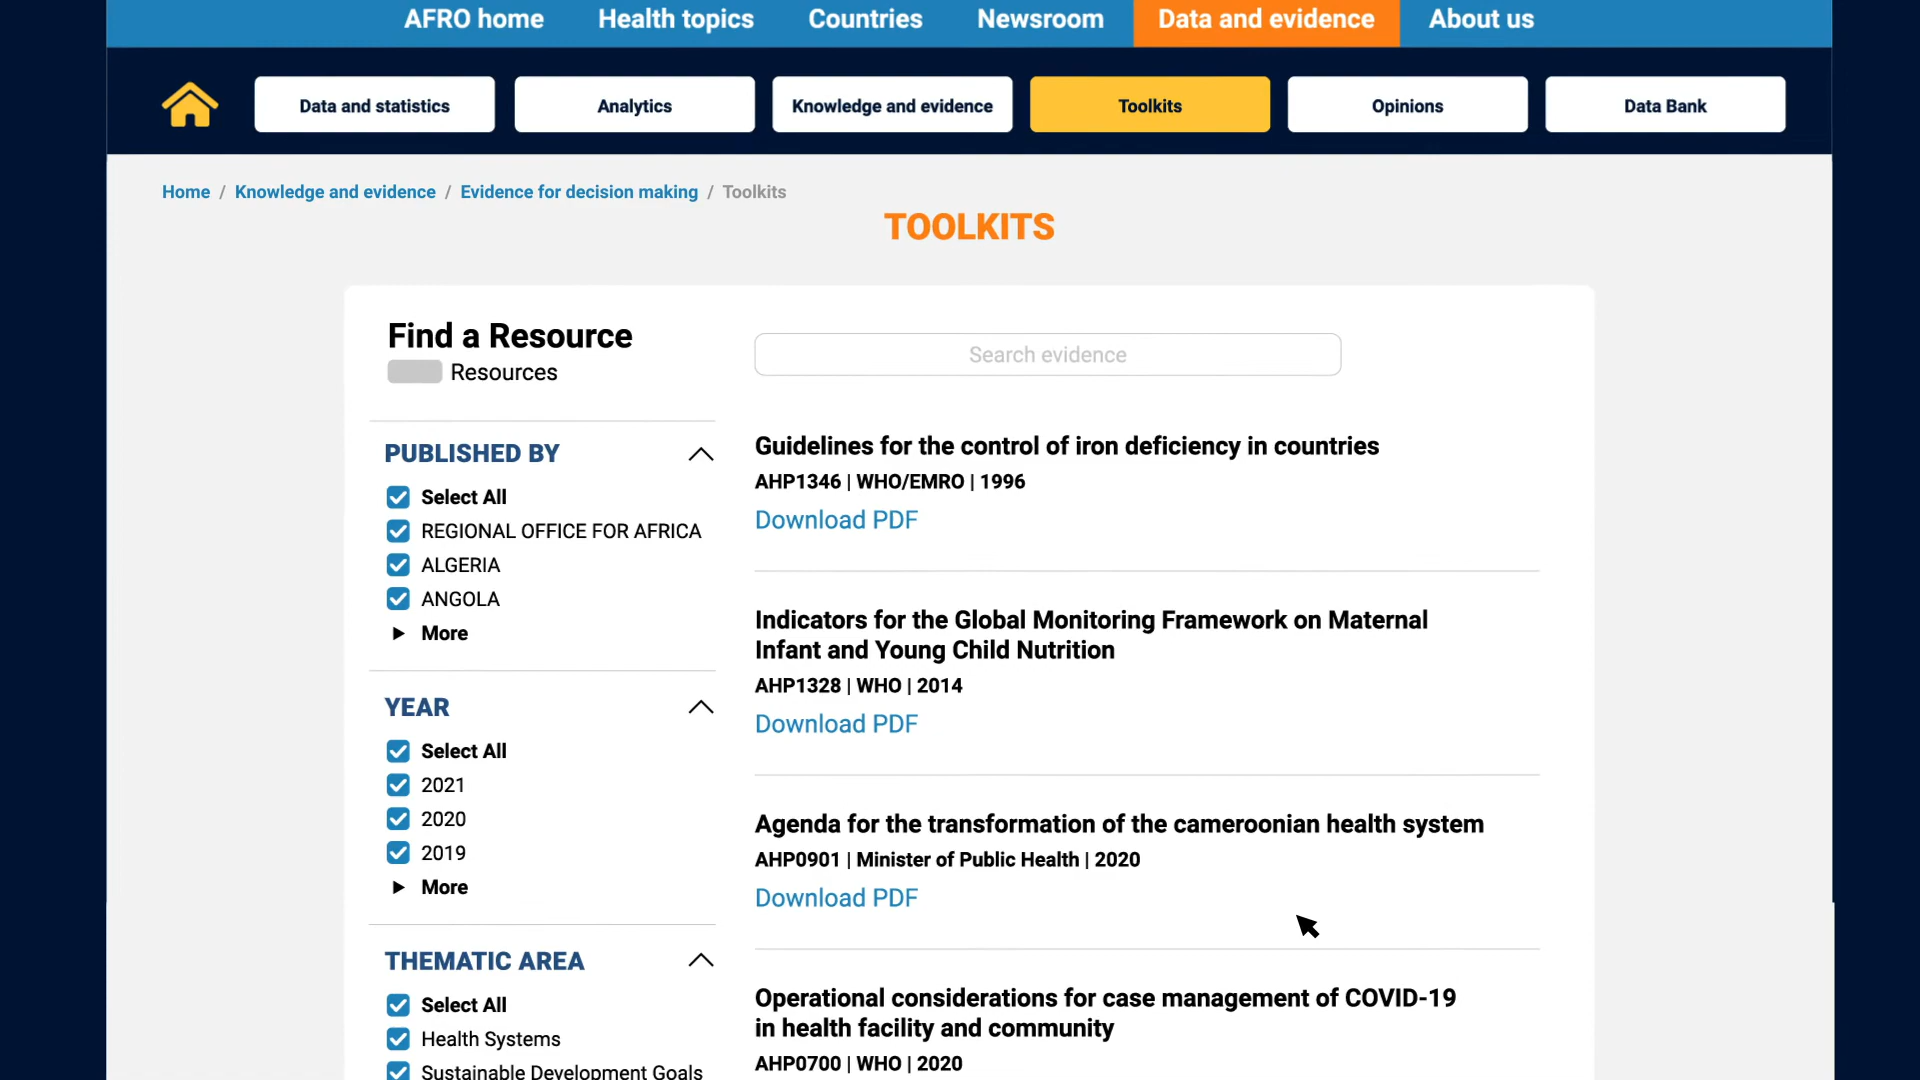 AFRO home Health topics Countries Newsroom Data and evidence About us
Data and statistics Analytics Knowledge and evidence Toolkits Opinions Data Bank
Home / Knowledge and evidence / Evidence for decision making / Toolkits
TOOLKITS
Find a Resource
Resources
Search evidence
PUBLISHED BY
Select All
REGIONAL OFFICE FOR AFRICA
ALGERIA
ANGOLA
More
YEAR
Select All
2021
2020
2019
More
THEMATIC AREA
Select All
Health Systems
Sustainable Development Goals
Guidelines for the control of iron deficiency in countries
AHP1346 | WHO/EMRO | 1996
Download PDF
Indicators for the Global Monitoring Framework on Maternal
Infant and Young Child Nutrition
AHP1328 | WHO | 2014
Download PDF
Agenda for the transformation of the cameroonian health system
AHP0901 | Minister of Public Health | 2020
Download PDF
Operational considerations for case management of COVID-19
in health facility and community
AHP0700 | WHO | 2020